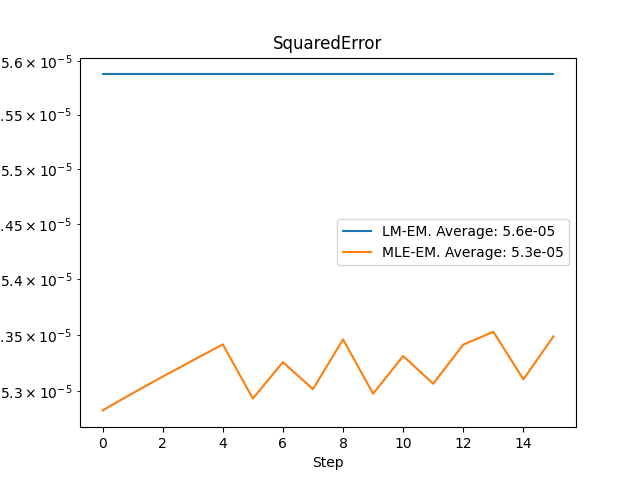 SquaredError
5.6 × 10⁻⁵
.55 × 10⁻⁵
5.5 × 10⁻⁵
.45 × 10⁻⁵
5.4 × 10⁻⁵
.35 × 10⁻⁵
5.3 × 10⁻⁵
LM-EM. Average: 5.6e-05
MLE-EM. Average: 5.3e-05
0 2 4 6 8 10 12 14
Step